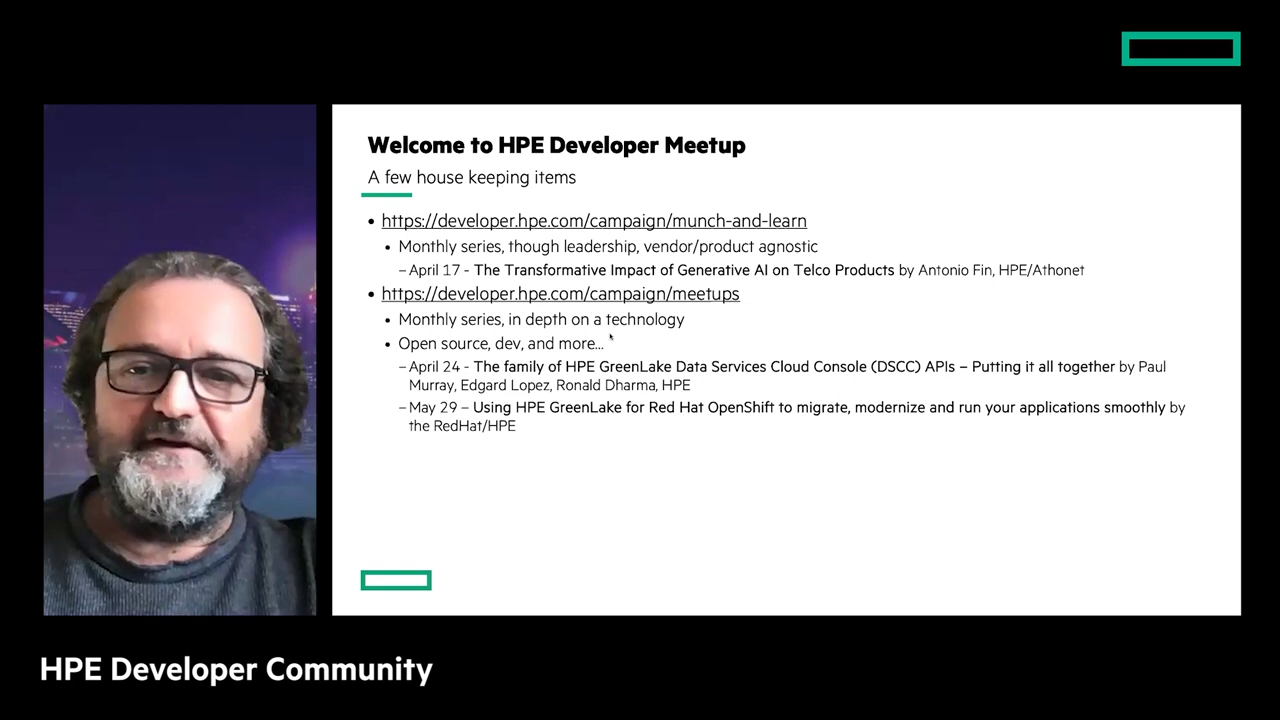 Welcome to HPE Developer Meetup
A few house keeping items
• https://developer.hpe.com/campaign/munch-and-learn
• Monthly series, though leadership, vendor/product agnostic
– April 17 - The Transformative Impact of Generative AI on Telco Products by Antonio Fin, HPE/Athonet
• https://developer.hpe.com/campaign/meetups
• Monthly series, in depth on a technology
• Open source, dev, and more...
– April 24 - The family of HPE GreenLake Data Services Cloud Console (DSCC) APIs – Putting it all together by Paul
Murray, Edgard Lopez, Ronald Dharma, HPE
– May 29 – Using HPE GreenLake for Red Hat OpenShift to migrate, modernize and run your applications smoothly by
the RedHat/HPE
HPE Developer Community